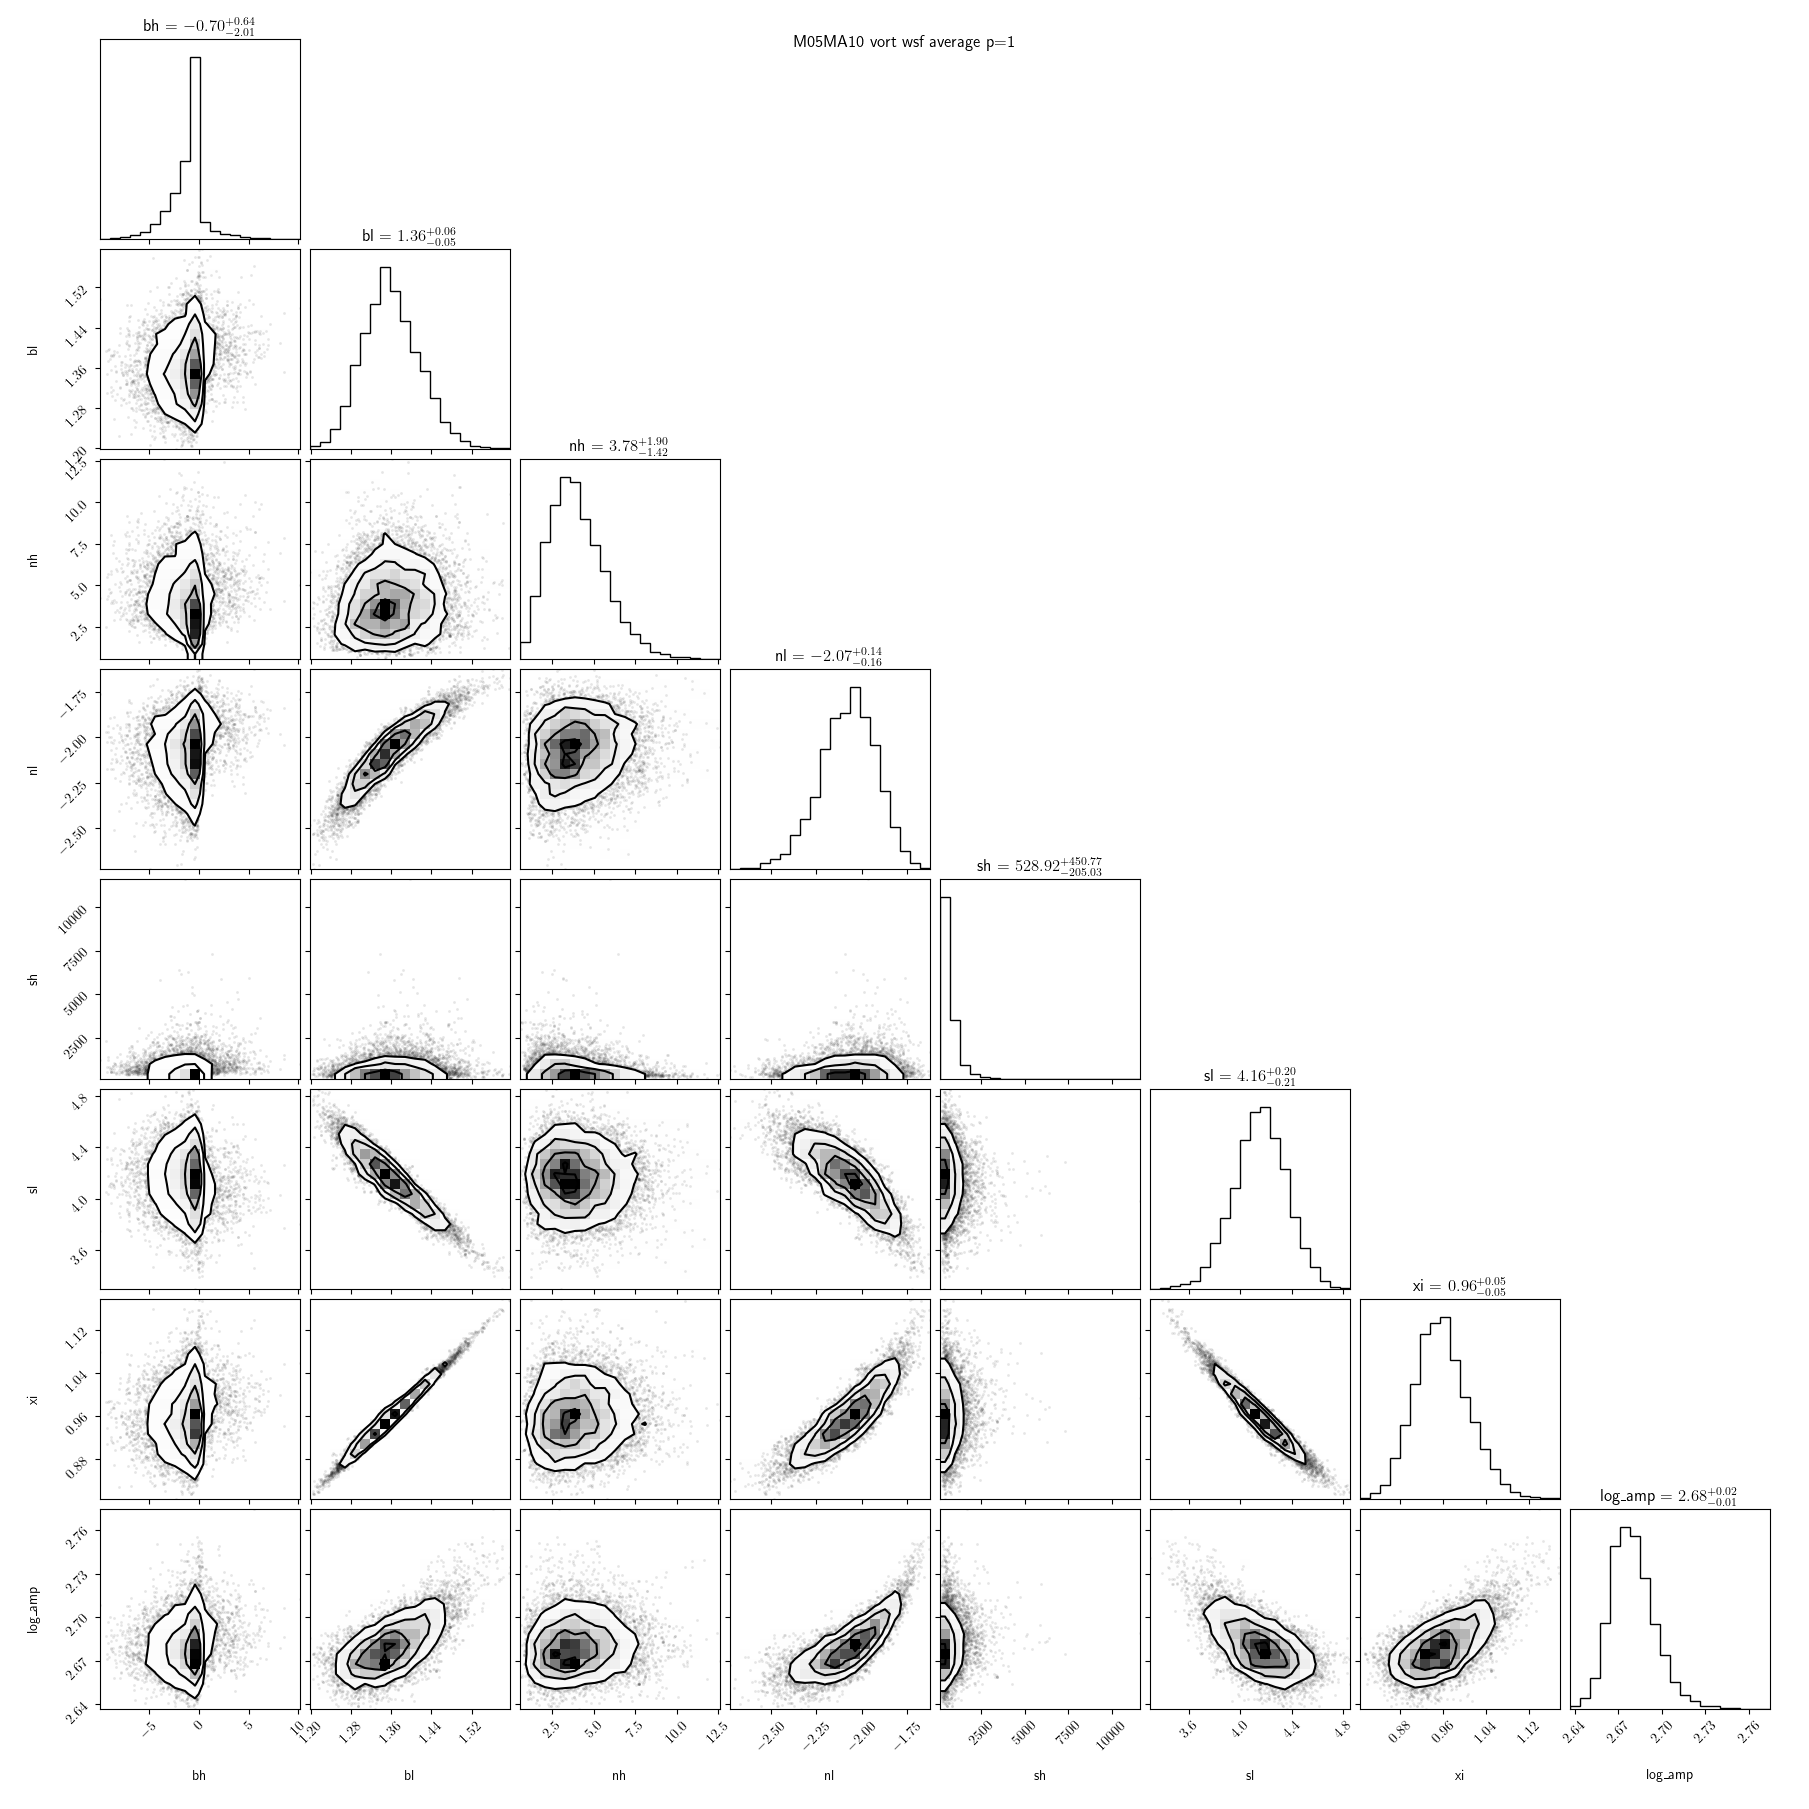 M05MA10 vort wsf average p=1
bh = −0.70 +0.64 −2.01
bl = 1.36 +0.06 −0.05
bl
1.52
1.44
1.36
1.28
1.20
nh = 3.78 +1.90 −1.42
nh
12.5
10.0
7.5
5.0
2.5
nl = −2.07 +0.14 −0.16
nl
−1.75
−2.00
−2.25
−2.50
sh = 528.92 +450.77 −205.03
sh
10000
7500
5000
2500
sl = 4.16 +0.20 −0.21
sl
4.8
4.4
4.0
3.6
xi = 0.96 +0.05 −0.05
xi
1.12
1.04
0.96
0.88
log_amp = 2.68 +0.02 −0.01
log_amp
2.76
2.73
2.70
2.67
2.64
−5 0 5 10 1.20 1.28 1.36 1.44 1.52 2.5 5.0 7.5 10.0 12.5 −2.50 −2.25 −2.00 −1.75 2500 5000 7500 10000 3.6 4.0 4.4 4.8 0.88 0.96 1.04 1.12 2.64 2.67 2.70 2.73 2.76
bh bl nh nl sh sl xi log_amp